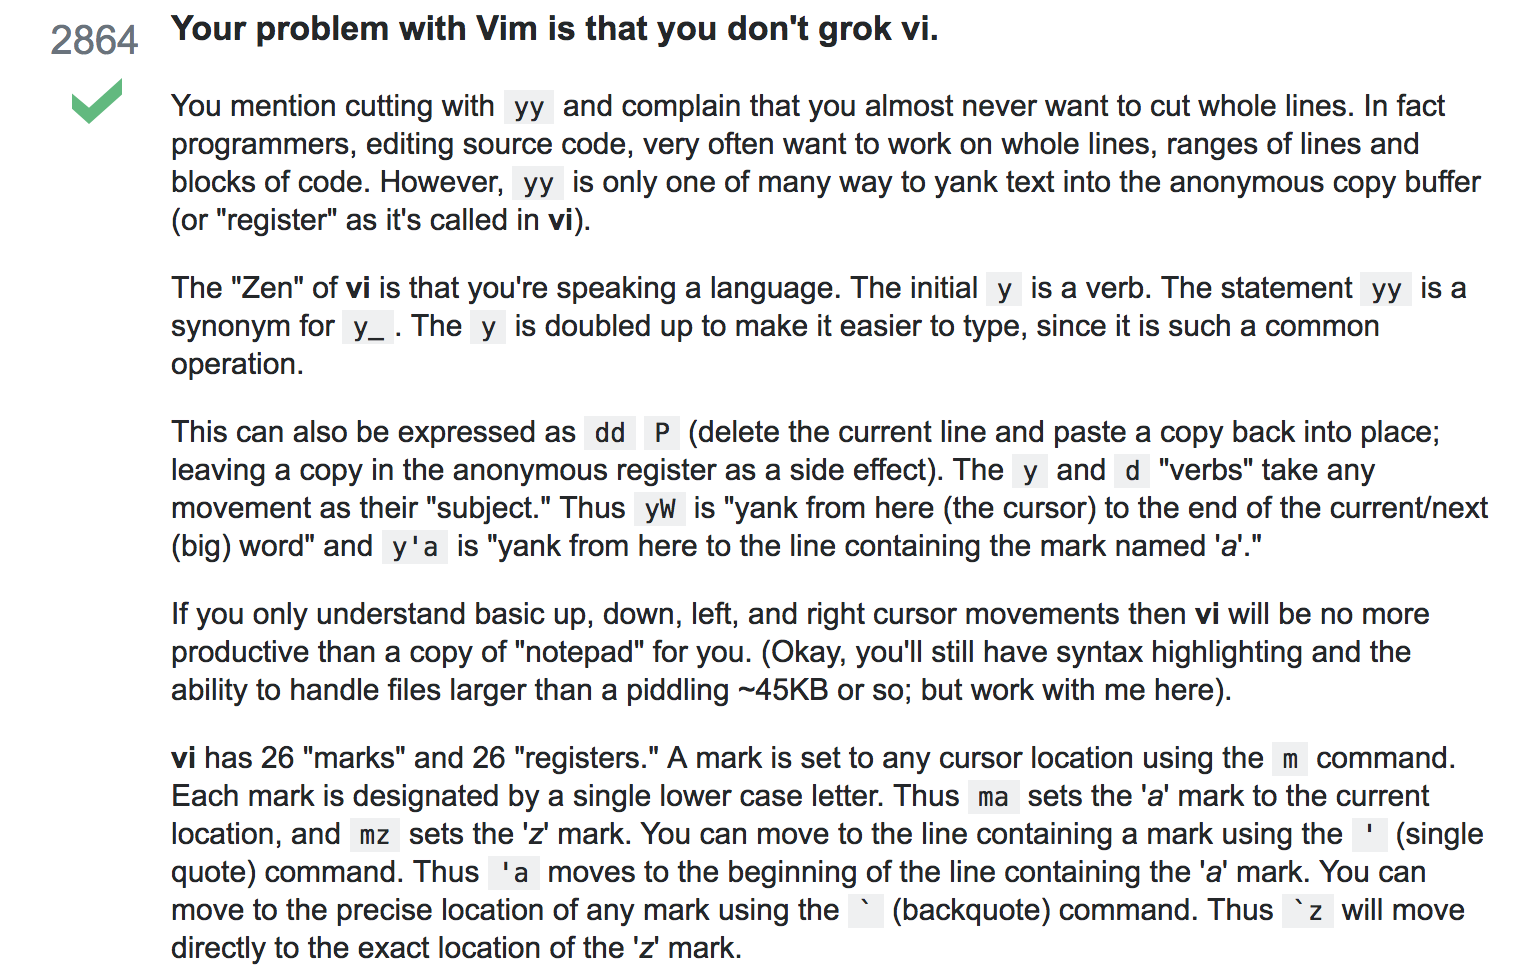 2864
Your problem with Vim is that you don't grok vi.
You mention cutting with yy and complain that you almost never want to cut whole lines. In fact
programmers, editing source code, very often want to work on whole lines, ranges of lines and
blocks of code. However, yy is only one of many way to yank text into the anonymous copy buffer
(or "register" as it's called in vi).
The "Zen" of vi is that you're speaking a language. The initial y is a verb. The statement yy is a
synonym for y_. The y is doubled up to make it easier to type, since it is such a common
operation.
This can also be expressed as dd P (delete the current line and paste a copy back into place;
leaving a copy in the anonymous register as a side effect). The y and d "verbs" take any
movement as their "subject." Thus yW is "yank from here (the cursor) to the end of the current/next
(big) word" and y'a is "yank from here to the line containing the mark named 'a'."
If you only understand basic up, down, left, and right cursor movements then vi will be no more
productive than a copy of "notepad" for you. (Okay, you'll still have syntax highlighting and the
ability to handle files larger than a piddling ~45KB or so; but work with me here).
vi has 26 "marks" and 26 "registers." A mark is set to any cursor location using the m command.
Each mark is designated by a single lower case letter. Thus ma sets the 'a' mark to the current
location, and mz sets the 'z' mark. You can move to the line containing a mark using the ' (single
quote) command. Thus 'a moves to the beginning of the line containing the 'a' mark. You can
move to the precise location of any mark using the ` (backquote) command. Thus `z will move
directly to the exact location of the 'z' mark.